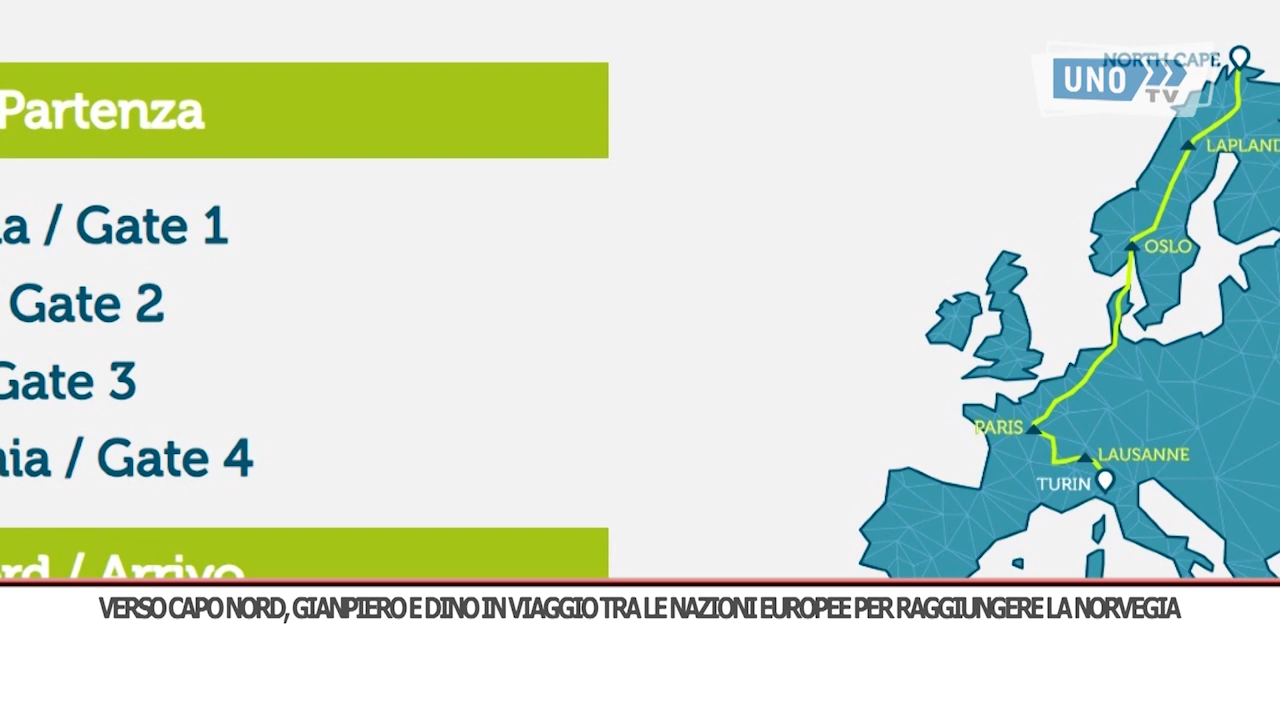 Partenza
/ Gate 1
Gate 2
Gate 3
/ Gate 4
/ Arrivo
NORTH CAPE
UNO
TV
LAPLAND
OSLO
PARIS
LAUSANNE
TURIN
VERSO CAPO NORD, GIANPIERO E DINO IN VIAGGIO TRA LE NAZIONI EUROPEE PER RAGGIUNGERE LA NORVEGIA